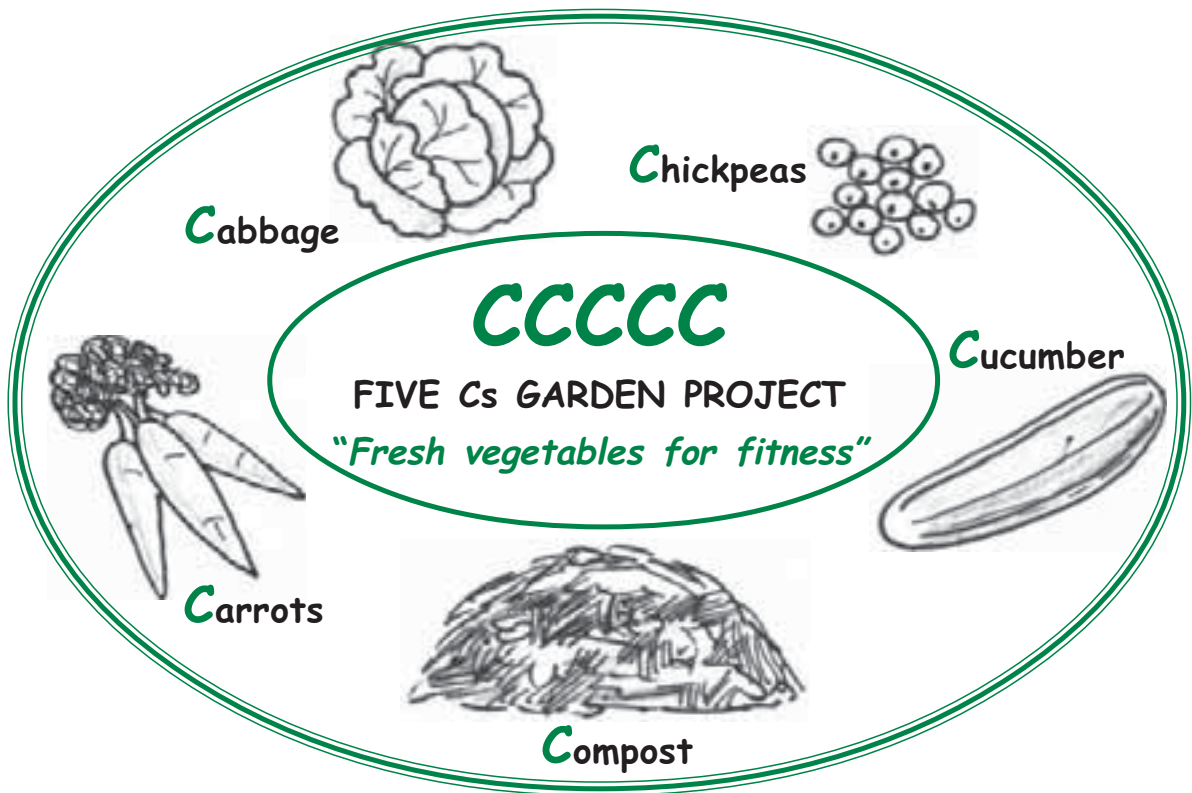 Chickpeas
Cabbage
CCCCC
Cucumber
FIVE Cs GARDEN PROJECT
“Fresh vegetables for fitness”
Carrots
Compost